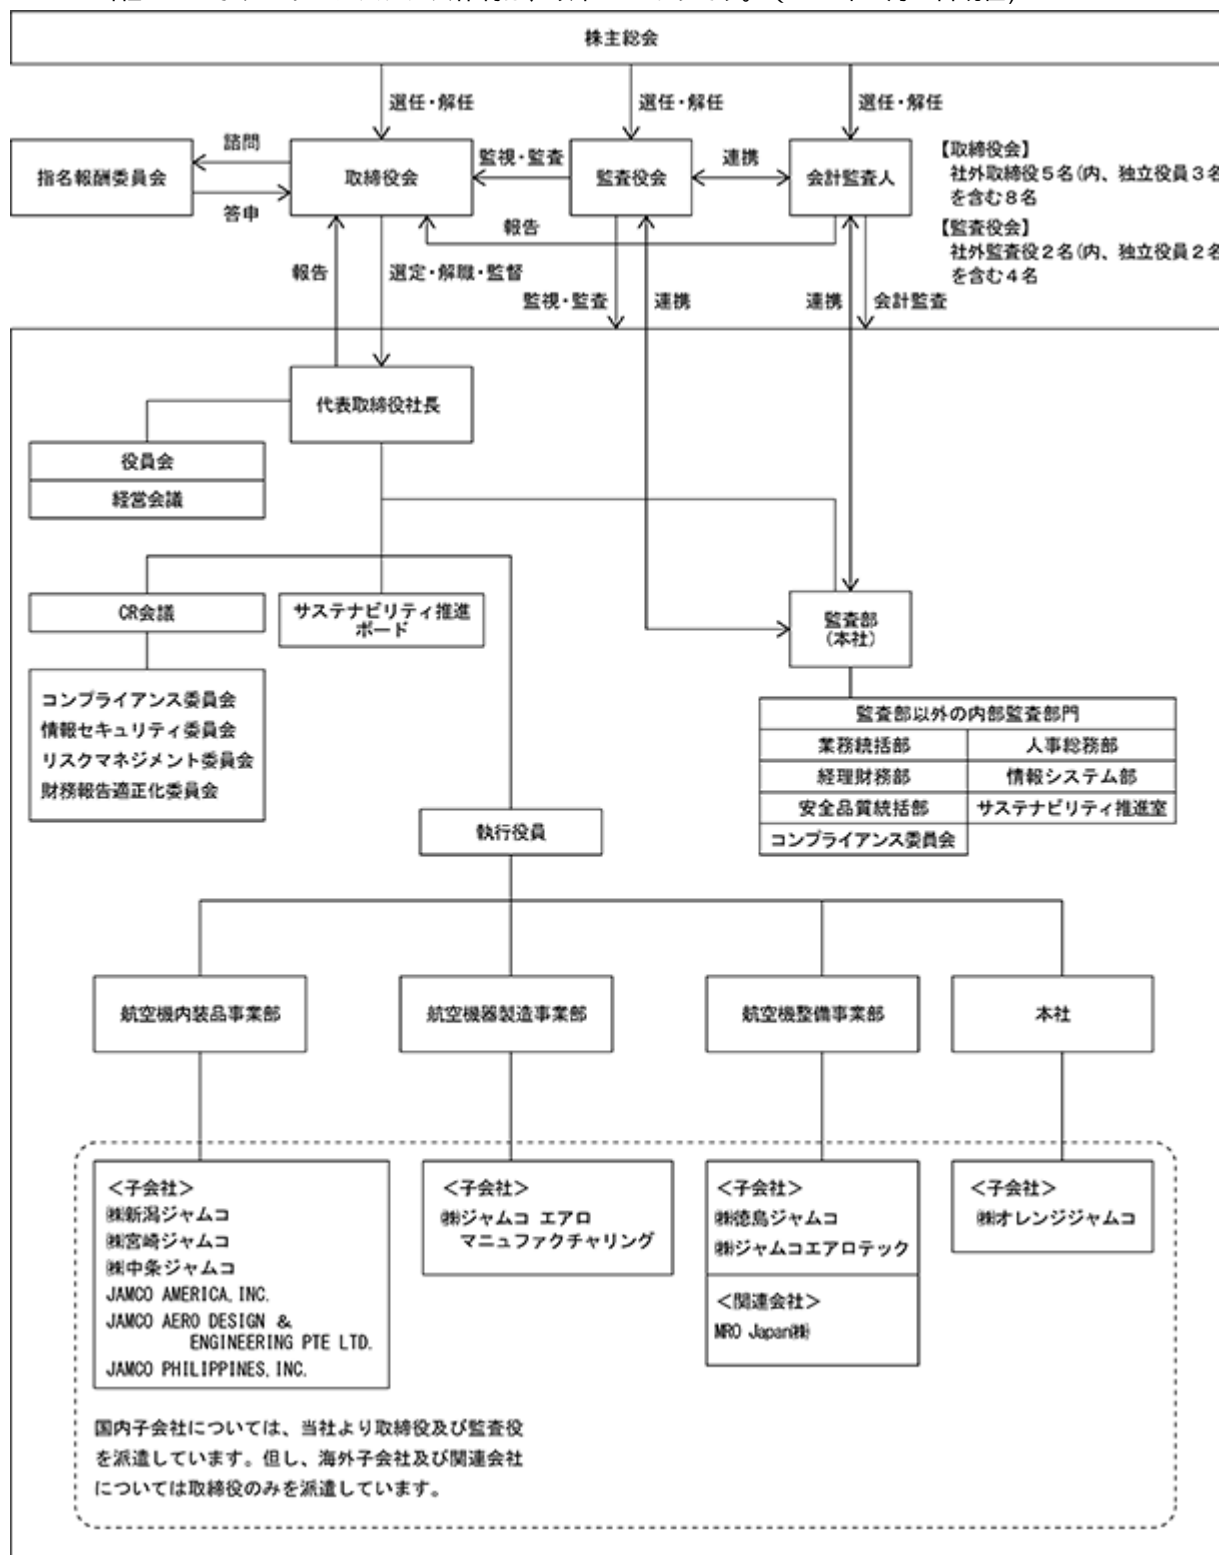 株主総会
選任・解任
選任・解任
選任・解任
諮問
指名報酬委員会
答申
取締役会
監視・監査
監査役会
連携
会計監査人
【取締役会】
社外取締役5名(内、独立役員3名
を含む8名
【監査役会】
社外監査役2名(内、独立役員2名
を含む4名
報告
報告
選定・解職・監督
監視・監査
連携
連携
会計監査
代表取締役社長
役員会
経営会議
CR会議
サステナビリティ推進
ボード
監査部
(本社)
コンプライアンス委員会
情報セキュリティ委員会
リスクマネジメント委員会
財務報告適正化委員会
監査部以外の内部監査部門
業務統括部
人事総務部
経理財務部
情報システム部
安全品質統括部
サステナビリティ推進室
コンプライアンス委員会
執行役員
航空機内装品事業部
航空機器製造事業部
航空機整備事業部
本社
<子会社>
㈱新潟ジャムコ
㈱宮崎ジャムコ
㈱中条ジャムコ
JAMCO AMERICA, INC.
JAMCO AERO DESIGN &
ENGINEERING PTE LTD.
JAMCO PHILIPPINES, INC.
<子会社>
㈱ジャムコ エアロ
マニュファクチャリング
<子会社>
㈱徳島ジャムコ
㈱ジャムコエアロテック
<関連会社>
MRO Japan㈱
<子会社>
㈱オレンジジャムコ
国内子会社については、当社より取締役及び監査役
を派遣しています。但し、海外子会社及び関連会社
については取締役のみを派遣しています。